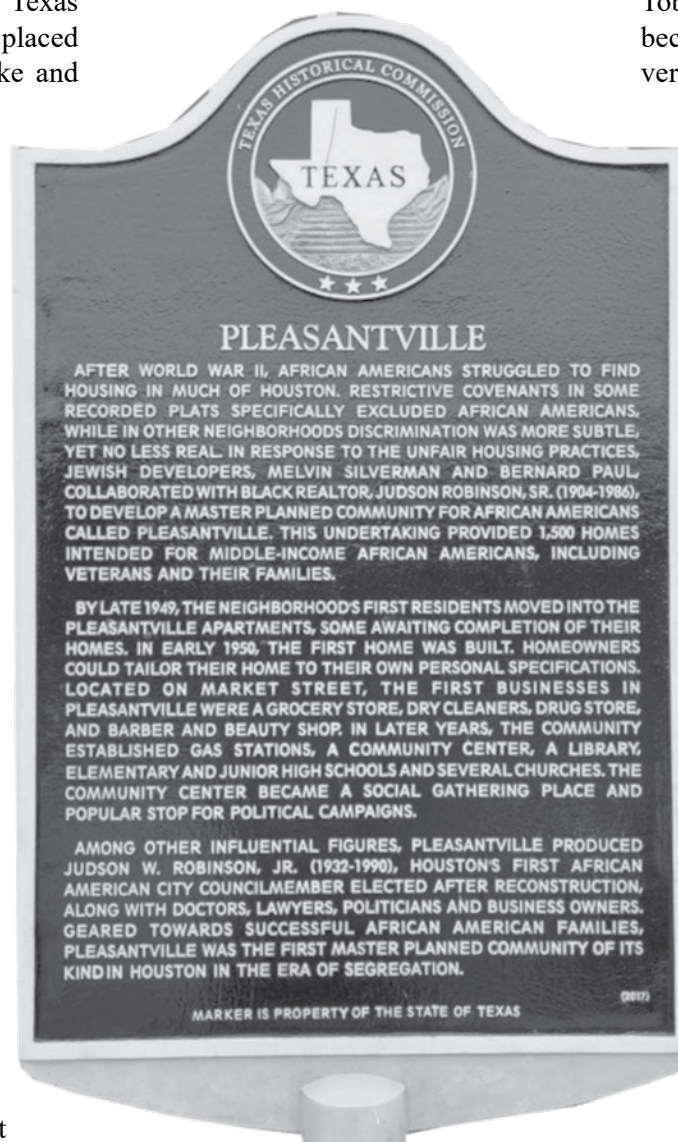 Texas
placed
ke and
Tot
bec
ver
TEXAS HISTORICAL COMMISSION
TEXAS
PLEASANTVILLE
AFTER WORLD WAR II, AFRICAN AMERICANS STRUGGLED TO FIND
HOUSING IN MUCH OF HOUSTON. RESTRICTIVE COVENANTS IN SOME
RECORDED PLATS SPECIFICALLY EXCLUDED AFRICAN AMERICANS,
WHILE IN OTHER NEIGHBORHOODS DISCRIMINATION WAS MORE SUBTLE,
YET NO LESS REAL. IN RESPONSE TO THE UNFAIR HOUSING PRACTICES,
JEWISH DEVELOPERS, MELVIN SILVERMAN AND BERNARD PAUL,
COLLABORATED WITH BLACK REALTOR, JUDSON ROBINSON, SR. (1904-1986),
TO DEVELOP A MASTER PLANNED COMMUNITY FOR AFRICAN AMERICANS
CALLED PLEASANTVILLE. THIS UNDERTAKING PROVIDED 1,500 HOMES
INTENDED FOR MIDDLE-INCOME AFRICAN AMERICANS, INCLUDING
VETERANS AND THEIR FAMILIES.
BY LATE 1949, THE NEIGHBORHOOD'S FIRST RESIDENTS MOVED INTO THE
PLEASANTVILLE APARTMENTS, SOME AWAITING COMPLETION OF THEIR
HOMES. IN EARLY 1950, THE FIRST HOME WAS BUILT. HOMEOWNERS
COULD TAILOR THEIR HOME TO THEIR OWN PERSONAL SPECIFICATIONS.
LOCATED ON MARKET STREET, THE FIRST BUSINESSES IN
PLEASANTVILLE WERE A GROCERY STORE, DRY CLEANERS, DRUG STORE,
AND BARBER AND BEAUTY SHOP. IN LATER YEARS, THE COMMUNITY
ESTABLISHED GAS STATIONS, A COMMUNITY CENTER, A LIBRARY,
ELEMENTARY AND JUNIOR HIGH SCHOOLS AND SEVERAL CHURCHES. THE
COMMUNITY CENTER BECAME A SOCIAL GATHERING PLACE AND
POPULAR STOP FOR POLITICAL CAMPAIGNS.
AMONG OTHER INFLUENTIAL FIGURES, PLEASANTVILLE PRODUCED
JUDSON W. ROBINSON, JR. (1932-1990), HOUSTON'S FIRST AFRICAN
AMERICAN CITY COUNCILMEMBER ELECTED AFTER RECONSTRUCTION,
ALONG WITH DOCTORS, LAWYERS, POLITICIANS AND BUSINESS OWNERS.
GEARED TOWARDS SUCCESSFUL AFRICAN AMERICAN FAMILIES,
PLEASANTVILLE WAS THE FIRST MASTER PLANNED COMMUNITY OF ITS
KIND IN HOUSTON IN THE ERA OF SEGREGATION.
(2017)
MARKER IS PROPERTY OF THE STATE OF TEXAS
t